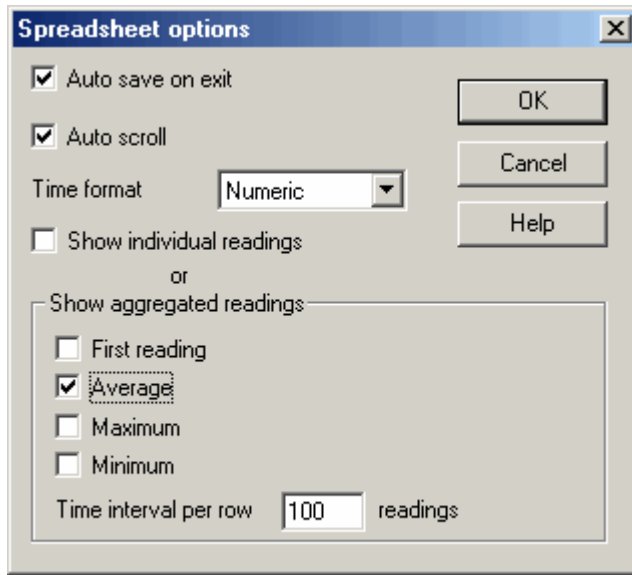 Spreadsheet options
Auto save on exit
OK
Auto scroll
Cancel
Time format Numeric
Help
Show individual readings
or
Show aggregated readings
First reading
Average
Maximum
Minimum
Time interval per row 100 readings